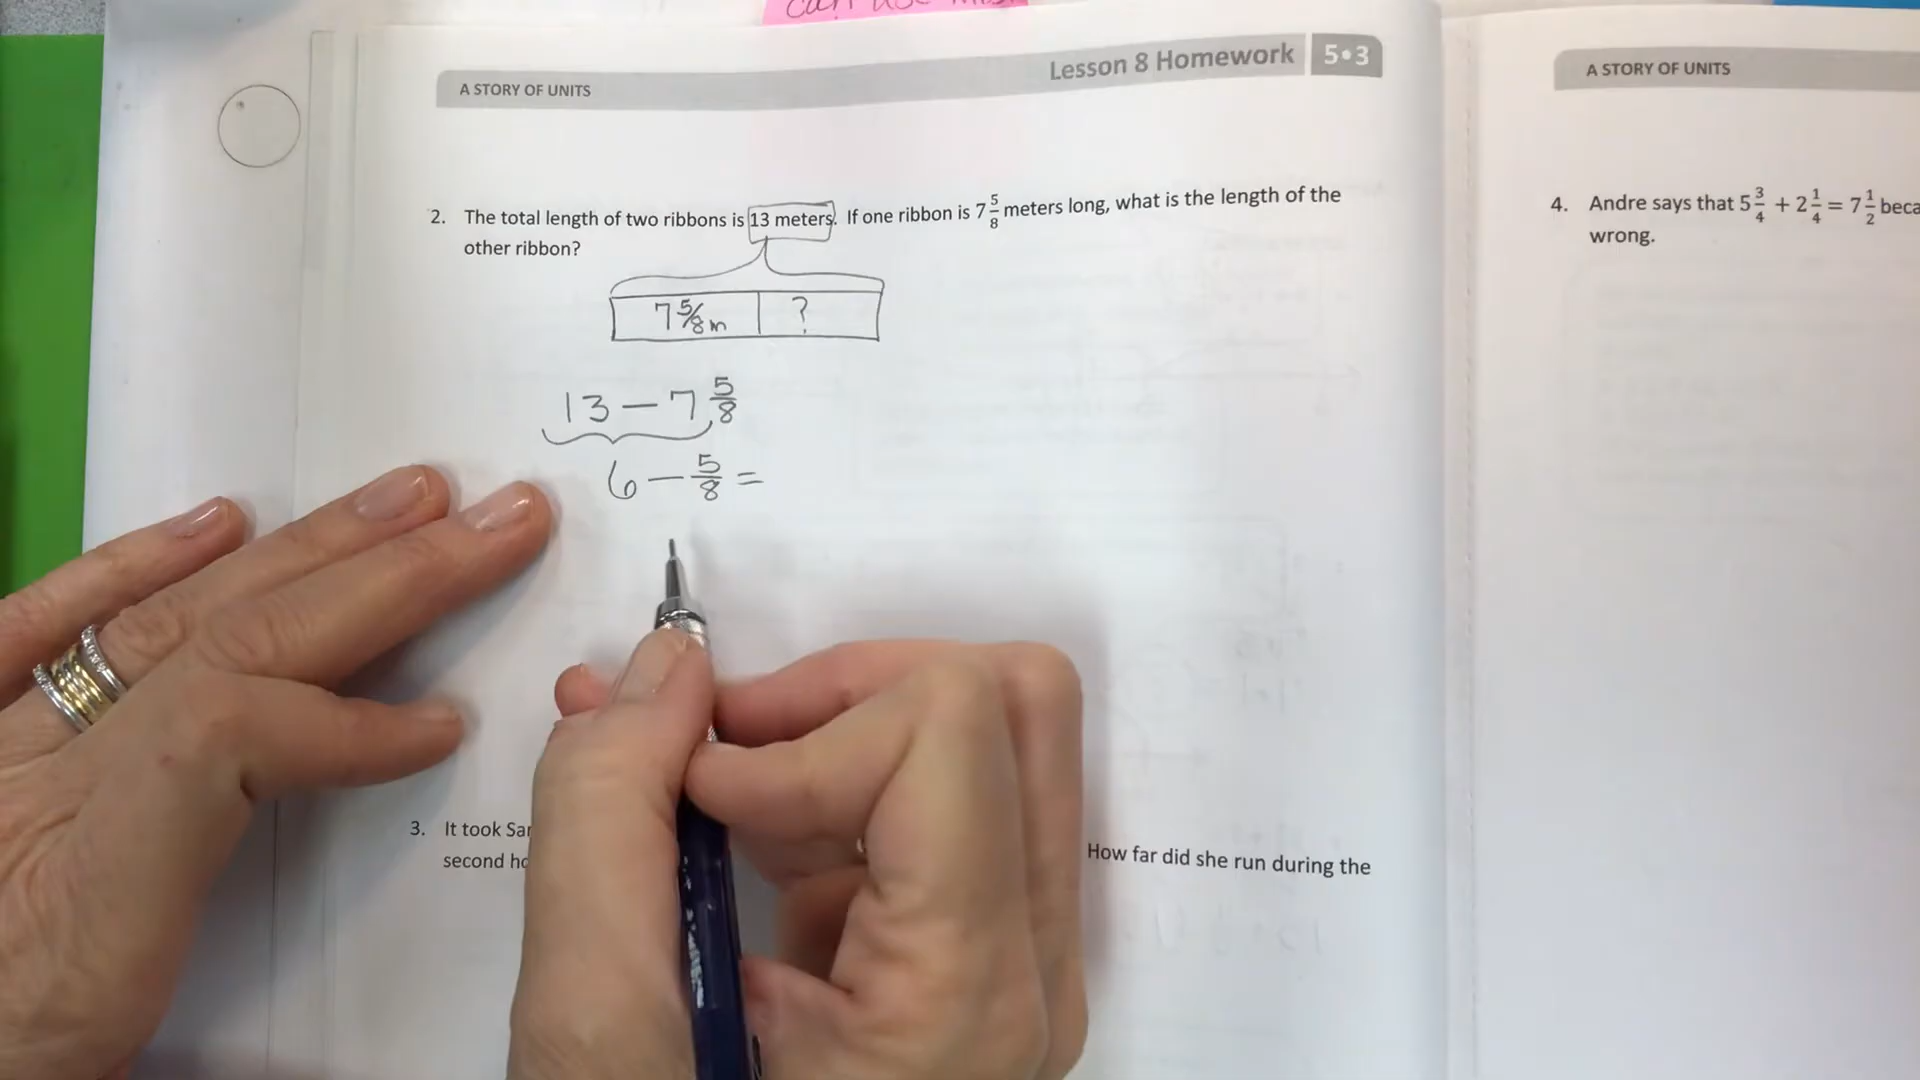 can use
A STORY OF UNITS
Lesson 8 Homework 5•3
2. The total length of two ribbons is 13 meters. If one ribbon is 7 5/8 meters long, what is the length of the
other ribbon?
7 5/8 m ?
13 − 7 5/8
6 − 5/8 =
3. It took
second
How far did she run during the
A STORY OF UNITS
4. Andre says that 5 3/4 + 2 1/4 = 7 1/2
wrong.